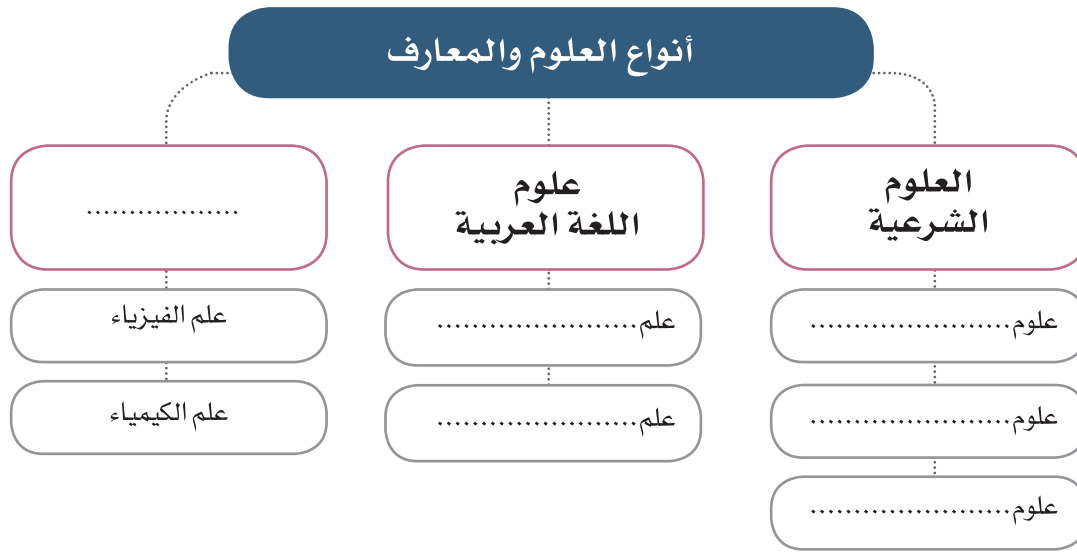 أنواع العلوم والمعارف
العلوم
الشرعية
علوم.......................
علوم.......................
علوم.......................
علوم
اللغة العربية
علم.......................
علم.......................
..................
علم الفيزياء
علم الكيمياء